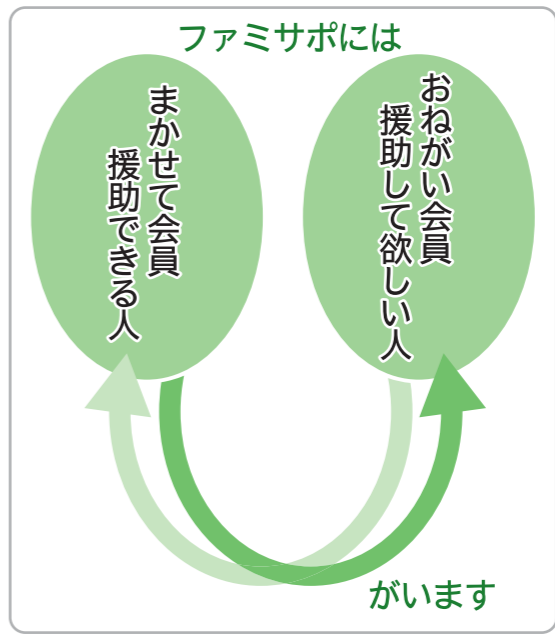 ファミサポには
おねがい会員
援助して欲しい人
まかせて会員
援助できる人
がいます